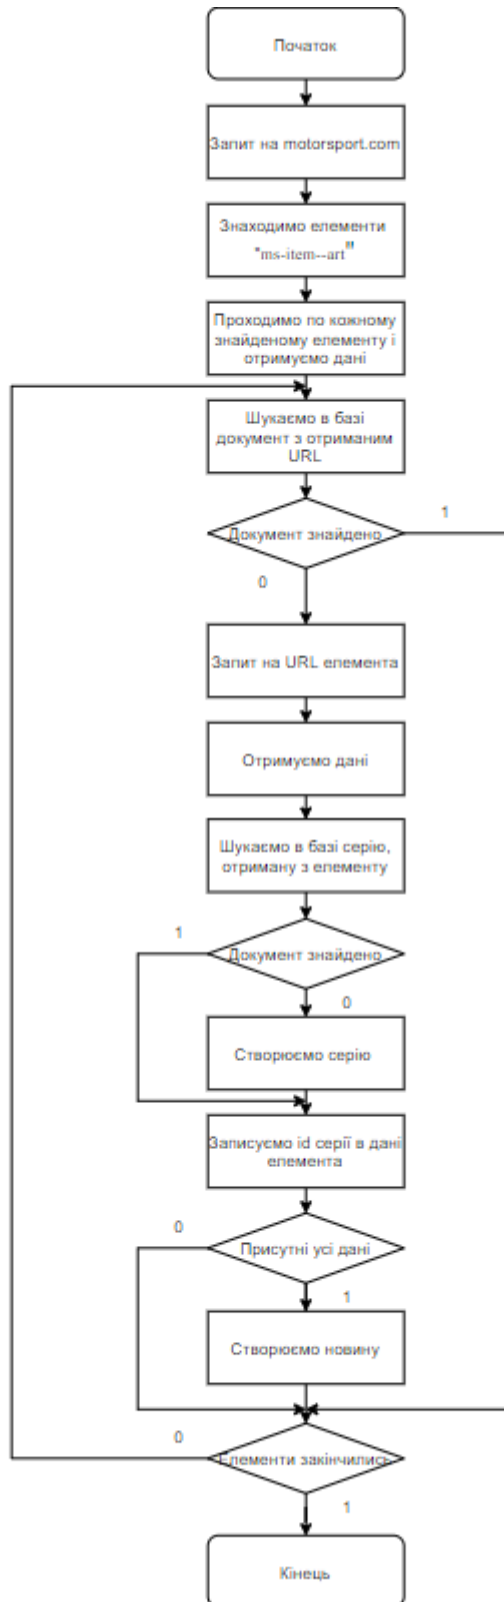 Початок
Запит на motorsport.com
Знаходимо елементи
"ms-item--art"
Проходимо по кожному
знайденому елементу і
отримуємо дані
Шукаємо в базі
документ з отриманим
URL
Документ знайдено
1
0
Запит на URL елемента
Отримуємо дані
Шукаємо в базі серію,
отриману з елементу
1
Документ знайдено
0
Створюємо серію
Записуємо id серії в дані
елемента
0
Присутні усі дані
1
Створюємо новину
0
Елементи закінчились
1
Кінець